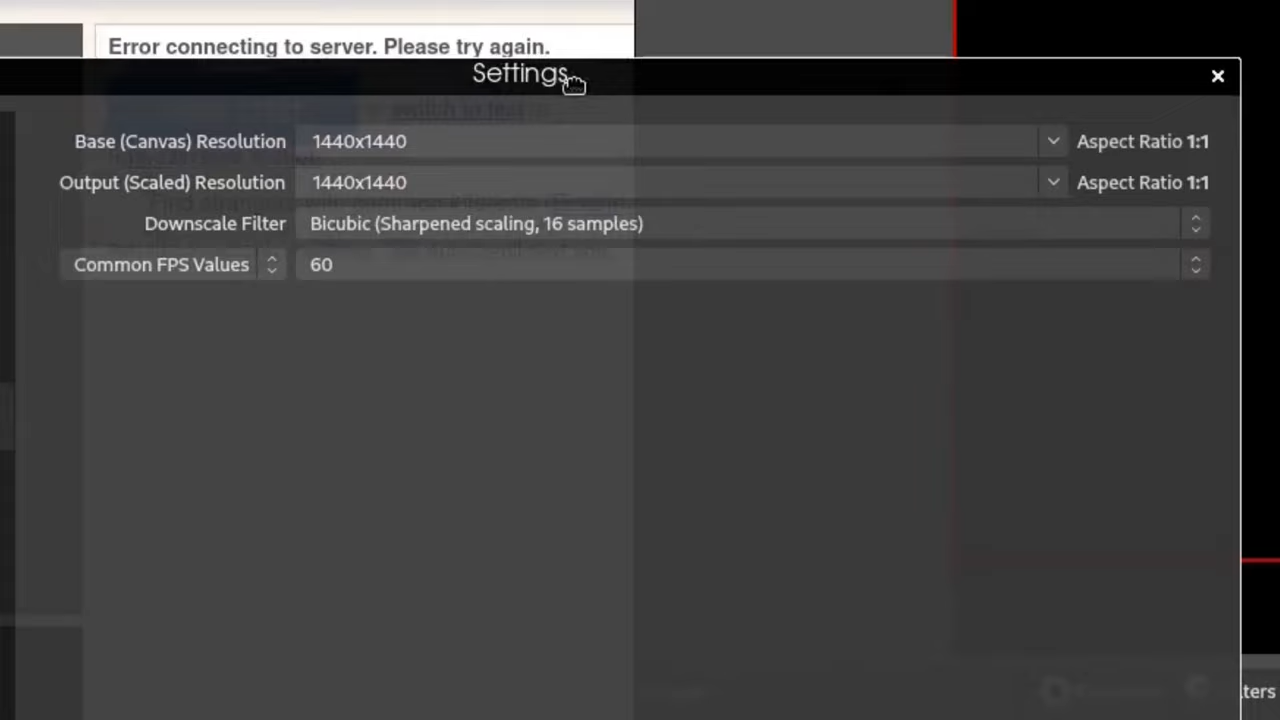 Error connecting to server. Please try again.
Settings
Base (Canvas) Resolution 1440x1440 Aspect Ratio 1:1
Output (Scaled) Resolution 1440x1440 Aspect Ratio 1:1
Downscale Filter Bicubic (Sharpened scaling, 16 samples)
Common FPS Values 60
ters